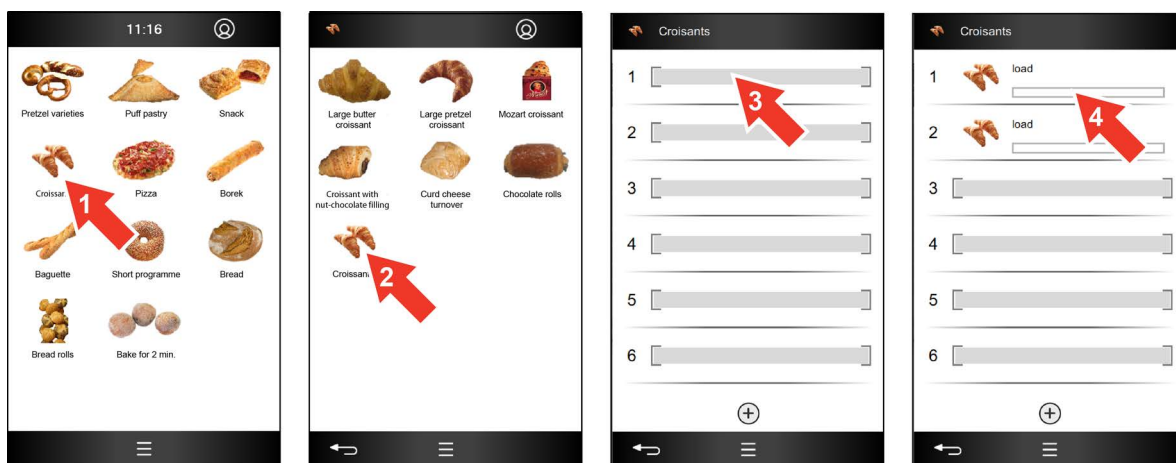 11:16
Pretzel varieties
Puff pastry
Snack
Croissar
1
Pizza
Borek
Baguette
Short programme
Bread
Bread rolls
Bake for 2 min.
Large butter
croissant
Large pretzel
croissant
Mozart croissant
Croissant with
nut-chocolate filling
Curd cheese
turnover
Chocolate rolls
Croissan
2
Croisants
1
3
2
3
4
5
6
Croisants
1
load
4
2
load
3
4
5
6